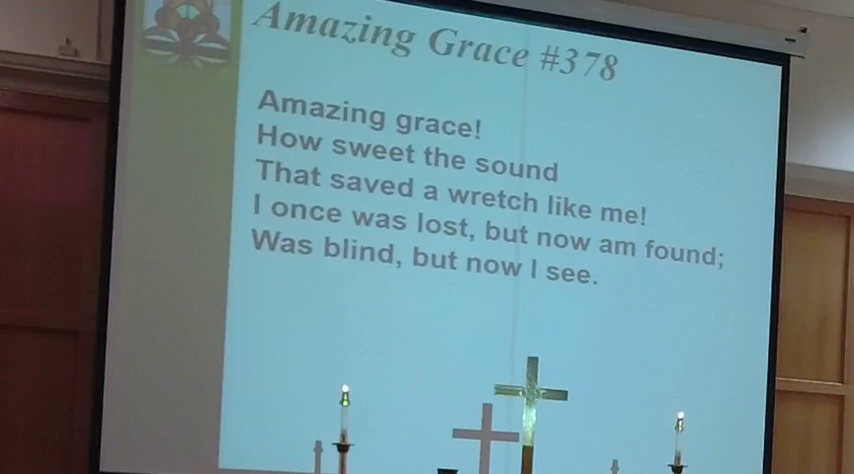 Amazing Grace #378
Amazing grace!
How sweet the sound
That saved a wretch like me!
I once was lost, but now am found;
Was blind, but now I see.